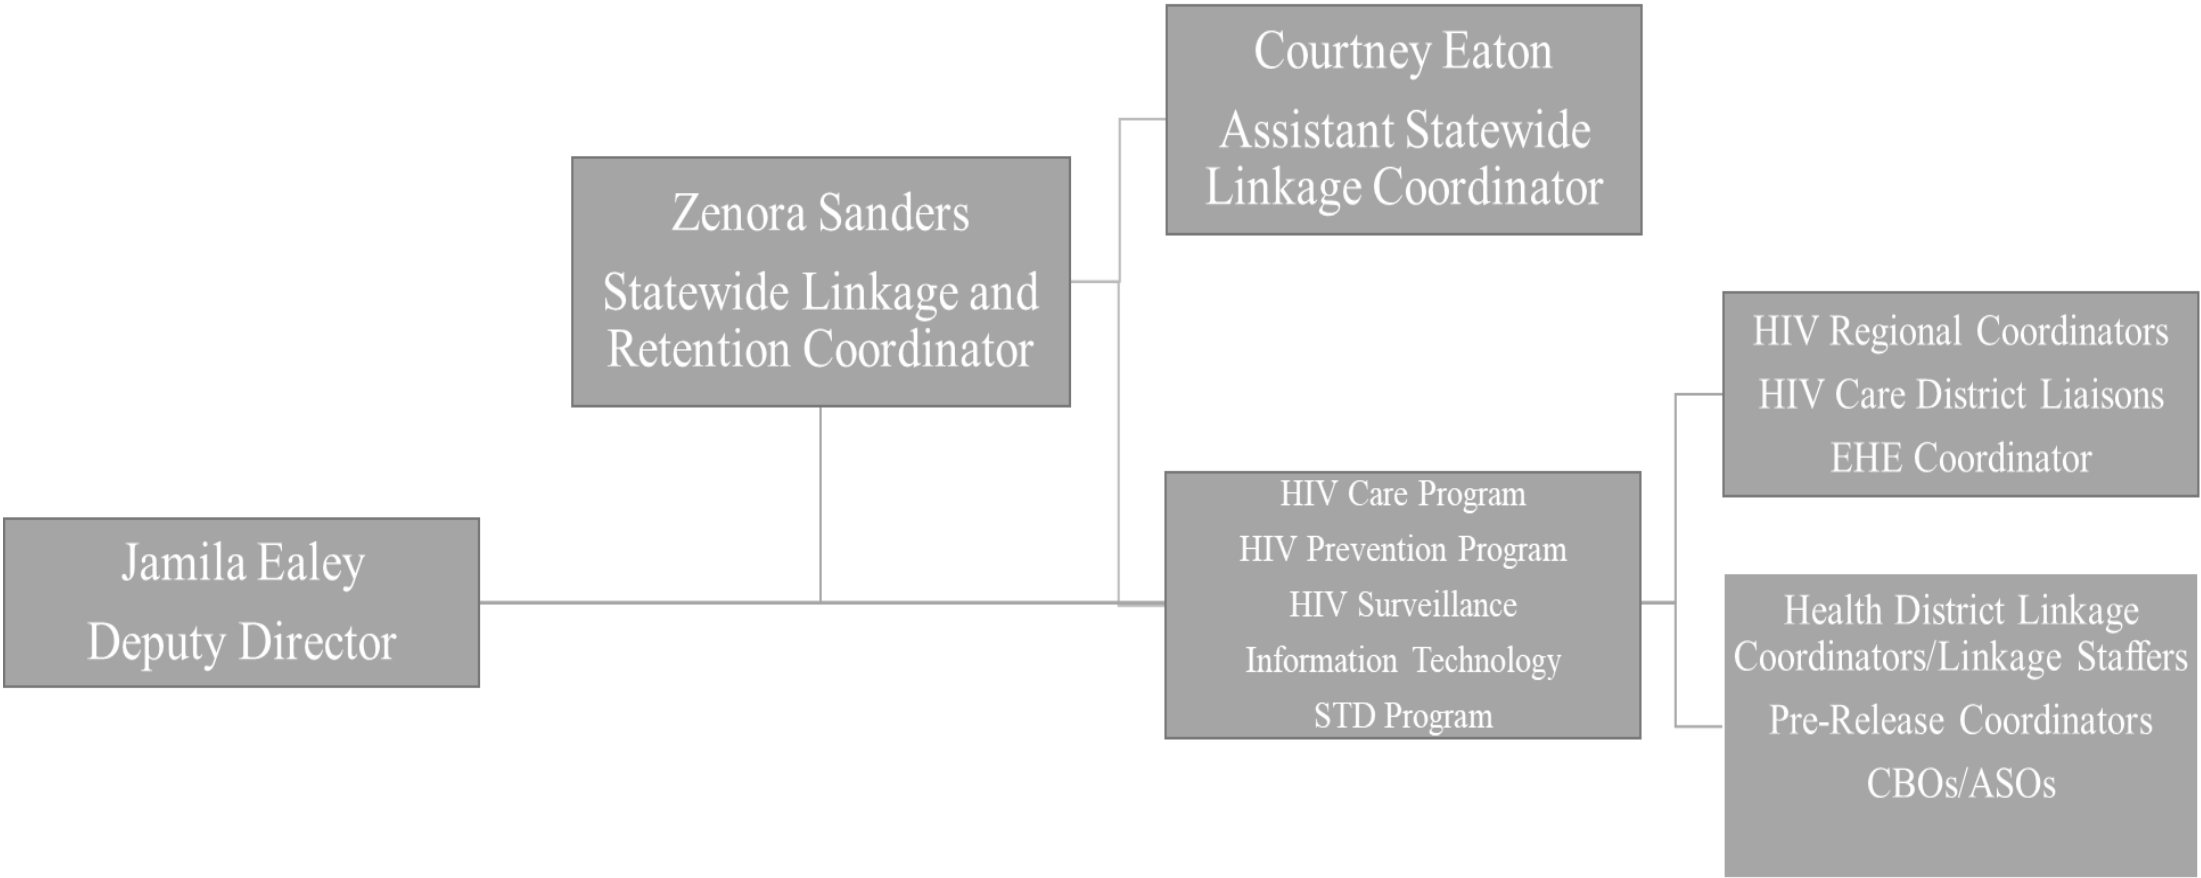 Courtney Eaton
Assistant Statewide
Linkage Coordinator
Zenora Sanders
Statewide Linkage and
Retention Coordinator
Jamila Ealey
Deputy Director
HIV Care Program
HIV Prevention Program
HIV Surveillance
Information Technology
STD Program
HIV Regional Coordinators
HIV Care District Liaisons
EHE Coordinator
Health District Linkage
Coordinators/Linkage Staffers
Pre-Release Coordinators
CBOs/ASOs